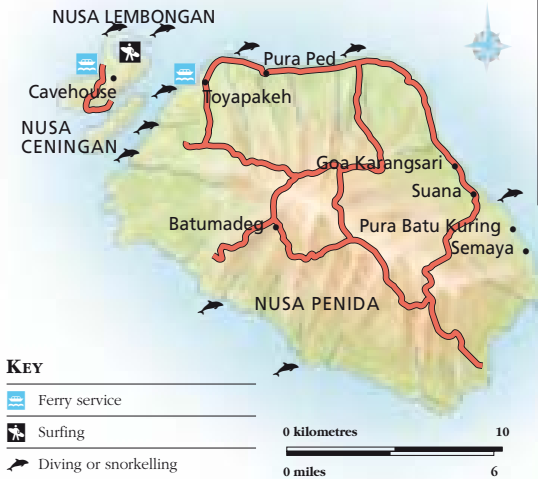 NUSA LEMBONGAN
Pura Ped
Cavehouse
Toyapakeh
NUSA
CENINGAN
Goa Karangsari
Suana
Batumadeg
Pura Batu Kuring
Semaya
NUSA PENIDA
KEY
Ferry service
Surfing
Diving or snorkelling
0 kilometres 10
0 miles 6